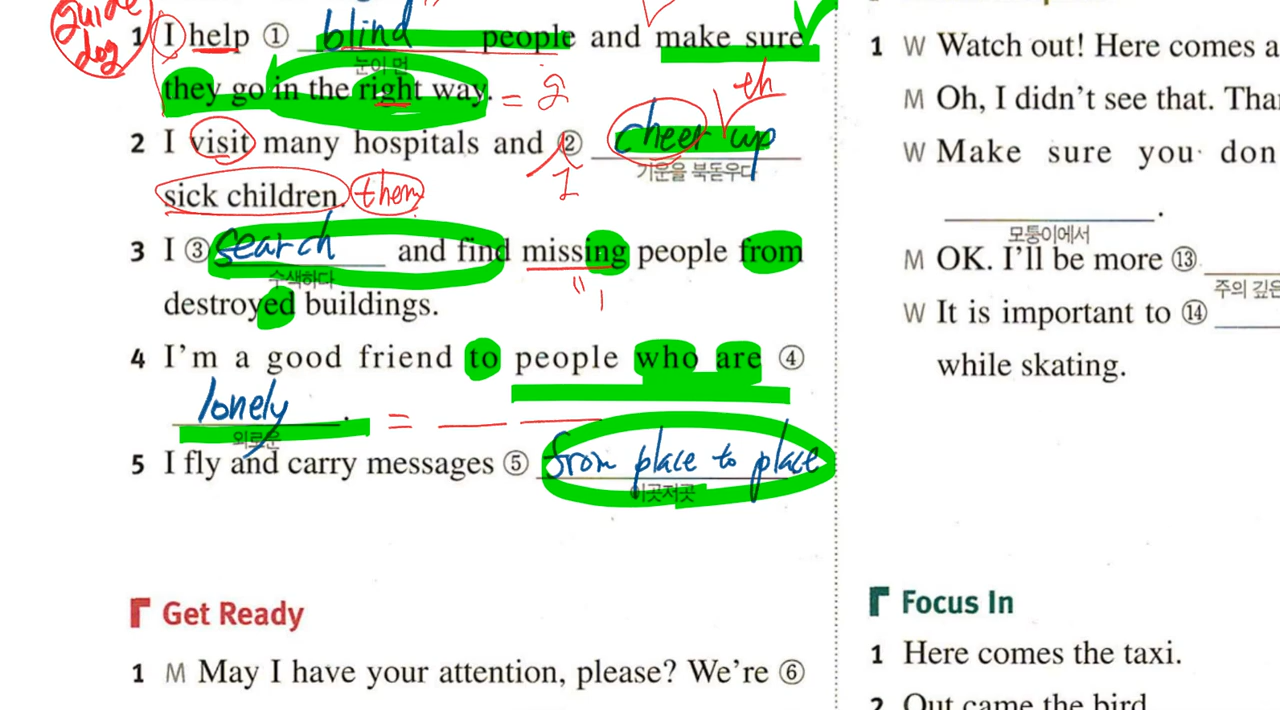 guide
dog
1 I help ① blind people and make sure
눈이 먼
they go in the right way. =
2 I visit many hospitals and ② cheer up
기운을 북돋우다
I
sick children. them
3 I ③ search and find missing people from
수색하다
destroyed buildings.
4 I'm a good friend to people who are ④
lonely. =
외로운
5 I fly and carry messages ⑤ from place to place
이곳저곳
Get Ready
1 M May I have your attention, please? We're ⑥
1 W Watch out! Here comes a
M Oh, I didn't see that. Tha
W Make sure you don
.
모퉁이에서
M OK. I'll be more ⑬
주의 깊은
W It is important to ⑭
while skating.
Focus In
1 Here comes the taxi.
2 Out came the bird